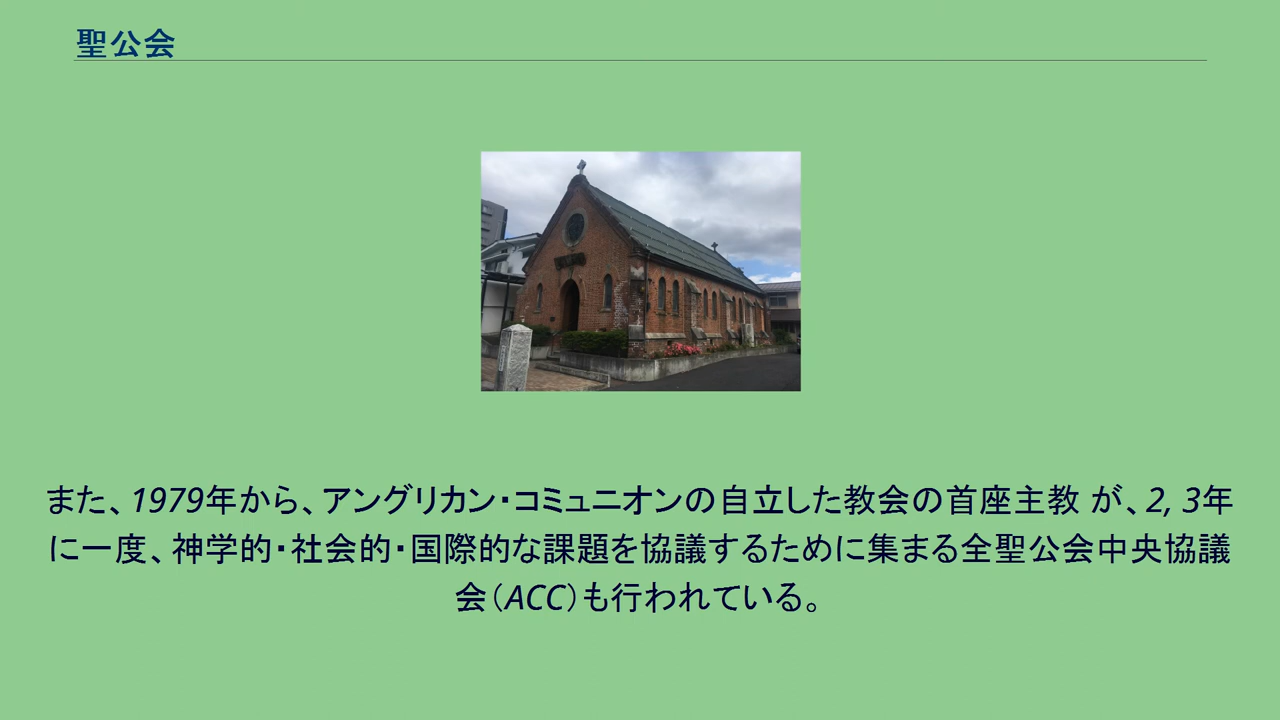 聖公会
また、1979年から、アングリカン・コミュニオンの自立した教会の首座主教 が、2, 3年
に一度、神学的・社会的・国際的な課題を協議するために集まる全聖公会中央協議
会（ACC）も行われている。